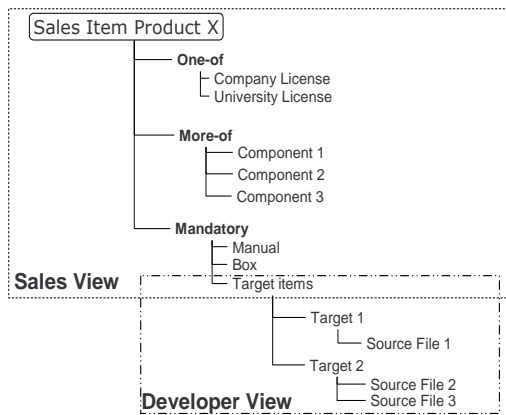 Sales Item Product X
One-of
Company License
University License
More-of
Component 1
Component 2
Component 3
Mandatory
Manual
Box
Sales View
Target items
Target 1
Source File 1
Target 2
Source File 2
Source File 3
Developer View